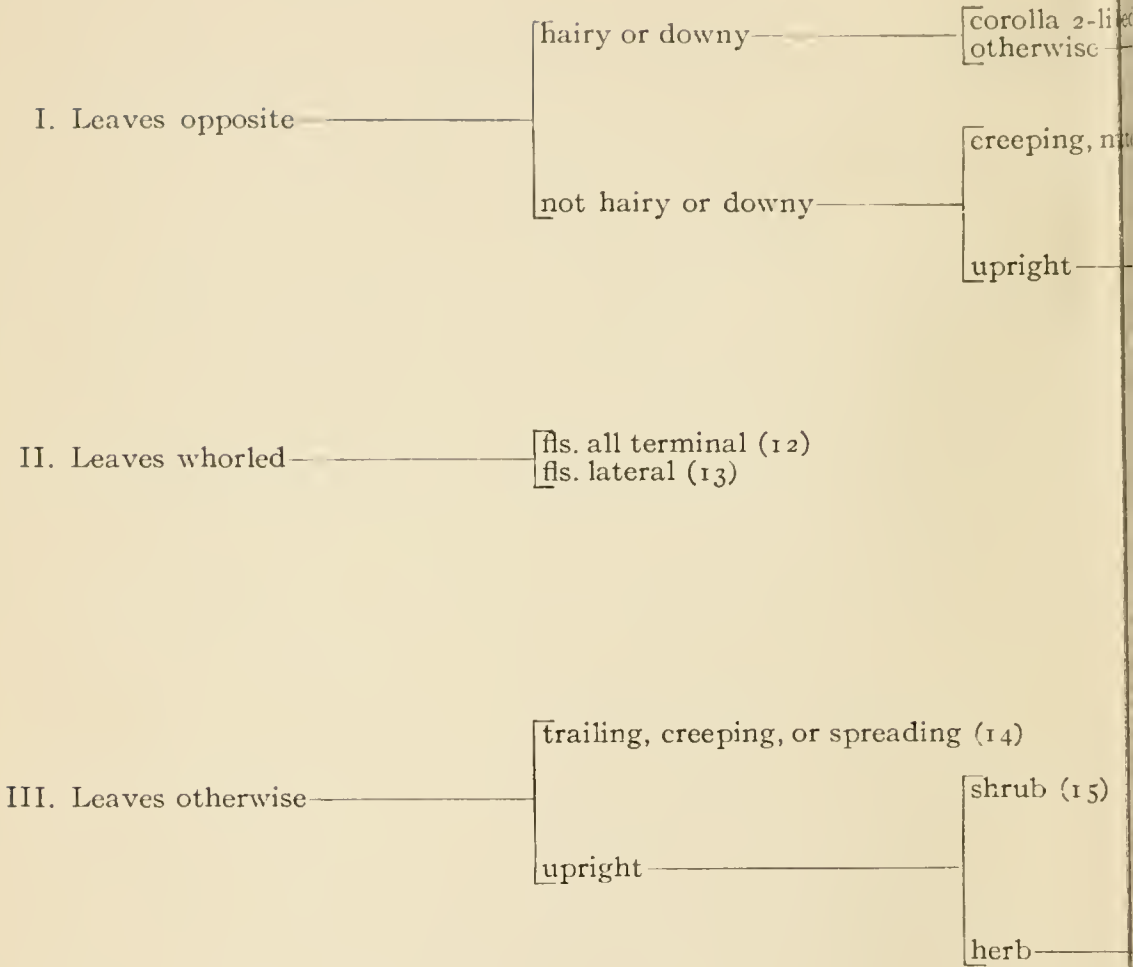 hairy or downy
corolla 2-
otherwise
I. Leaves opposite
creeping,
not hairy or downy
upright
II. Leaves whorled
fls. all terminal (12)
fls. lateral (13)
trailing, creeping, or spreading (14)
III. Leaves otherwise
shrub (15)
upright
herb